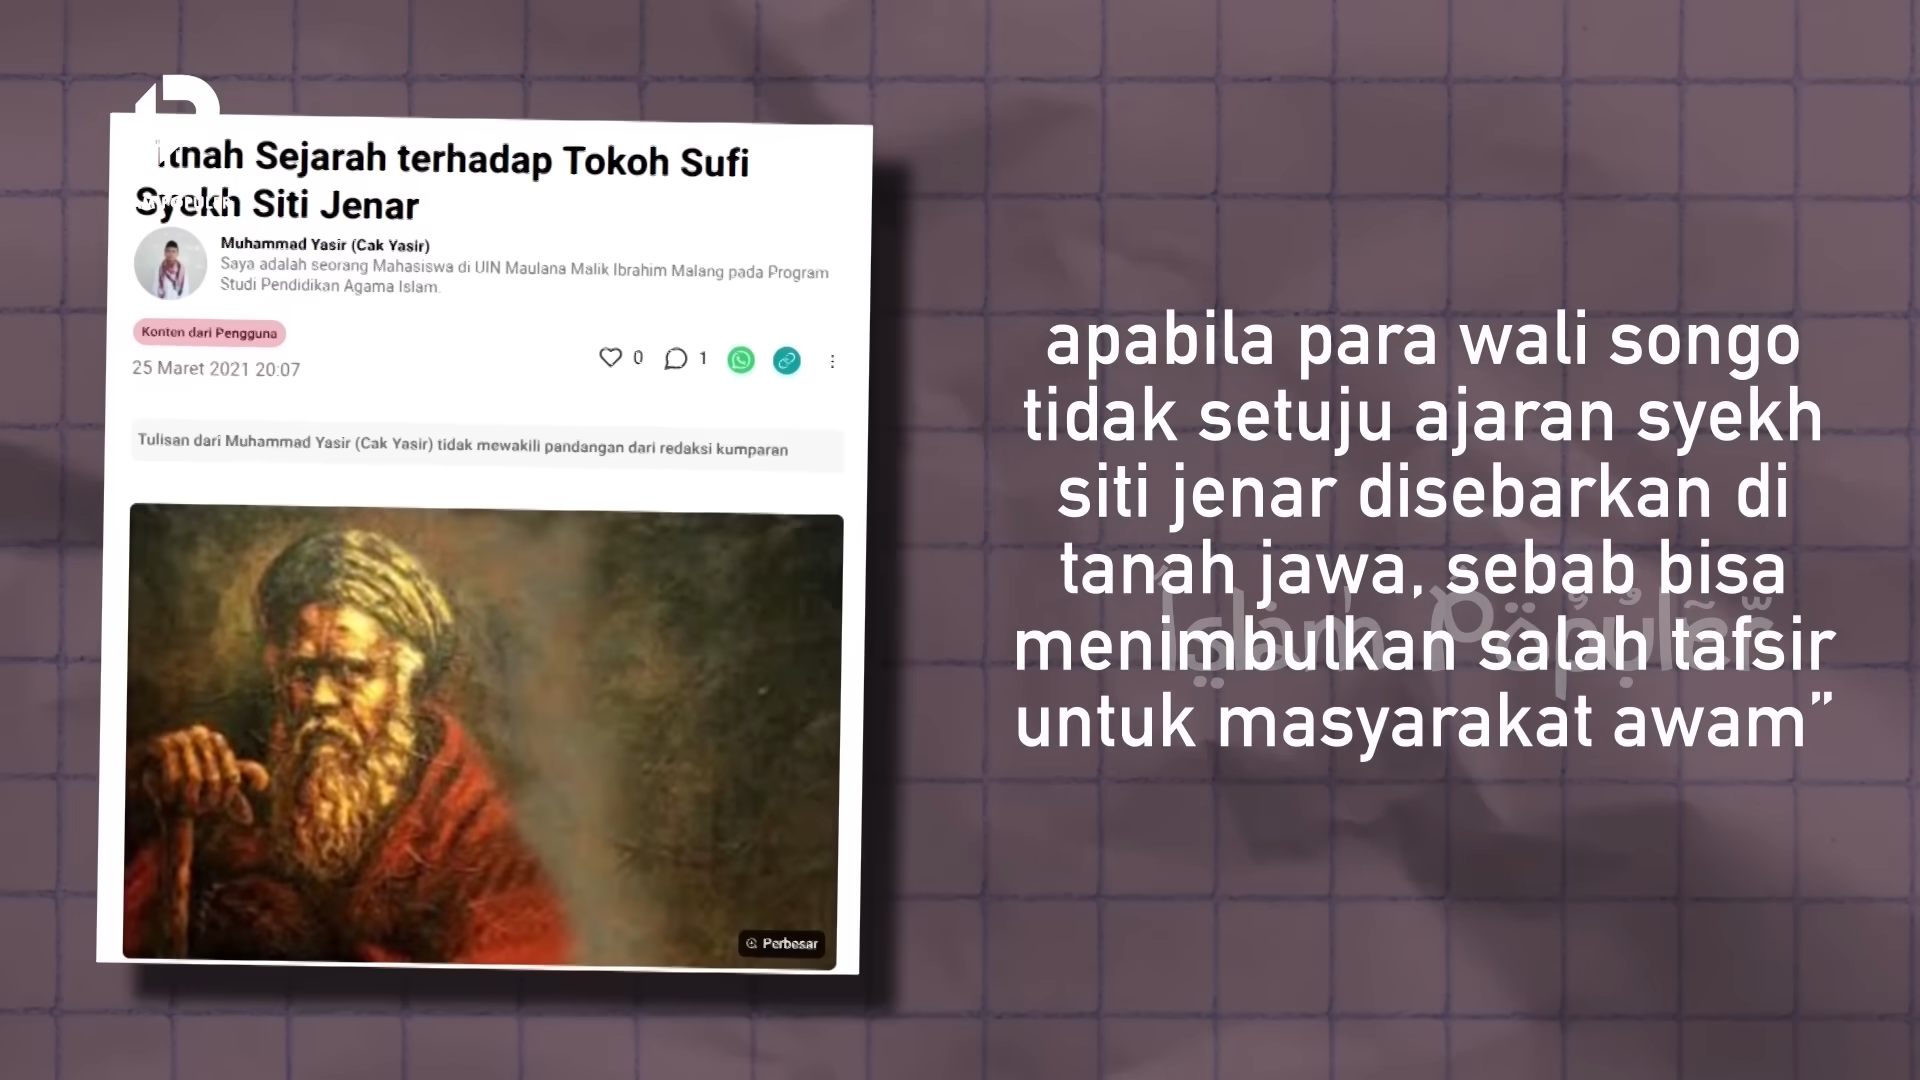 Sejarah terhadap Tokoh Sufi
Syekh Siti Jenar
Muhammad Yasir (Cak Yasir)
Saya adalah seorang Mahasiswa di UIN Maulana Malik Ibrahim Malang pada Program
Studi Pendidikan Agama Islam.
Konten dari Pengguna
25 Maret 2021 20:07
0 1
Tulisan dari Muhammad Yasir (Cak Yasir) tidak mewakili pandangan dari redaksi kumparan
Perbesar
apabila para wali songo
tidak setuju ajaran syekh
siti jenar disebarkan di
tanah jawa, sebab bisa
menimbulkan salah tafsir
untuk masyarakat awam”
Islam Populer